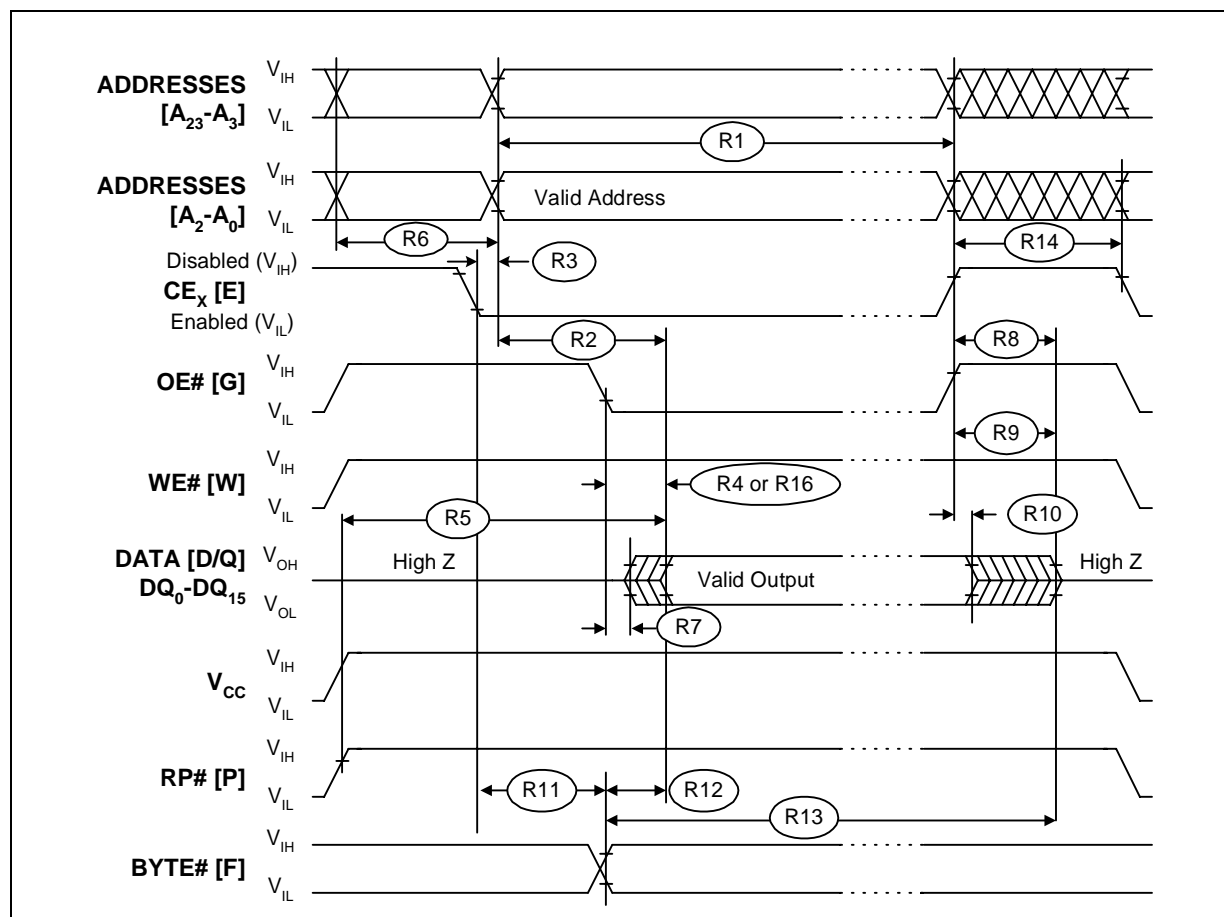 ADDRESSES
[A23-A3]
VIH
VIL
R1
ADDRESSES
[A2-A0]
VIH
VIL
Valid Address
R6
R14
Disabled (VIH)
CEX [E]
Enabled (VIL)
R3
R2
R8
OE# [G]
VIH
VIL
R9
WE# [W]
VIH
VIL
R4 or R16
R5
R10
DATA [D/Q]
DQ0-DQ15
VOH
VOL
High Z
Valid Output
High Z
R7
VCC
VIH
VIL
RP# [P]
VIH
VIL
R11
R12
R13
BYTE# [F]
VIH
VIL